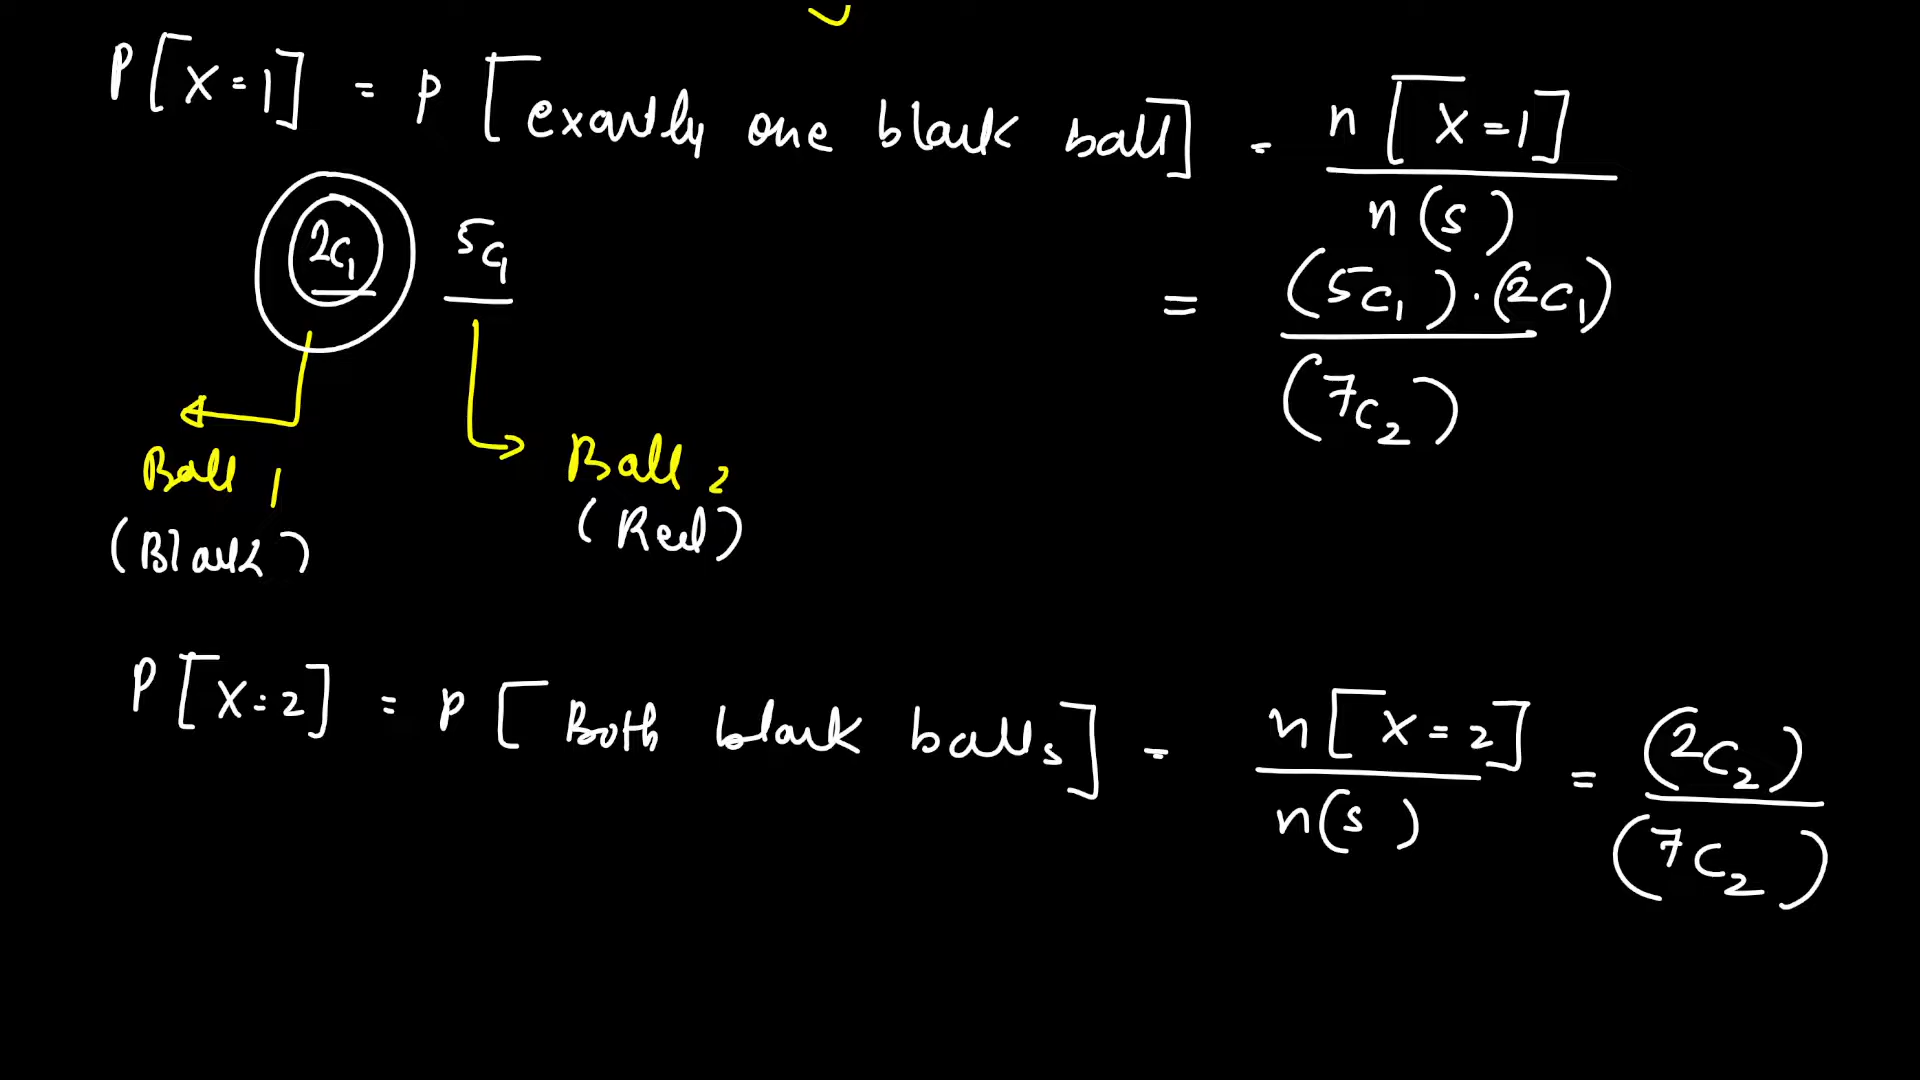 P[X=1] = P[exactly one black ball] = n[X=1] / n(s)
2C1 5C1
= (5C1).(2C1) / (7C2)
Ball 1 Ball 2
(Black) (Red)
P[X=2] = P[Both black balls] = n[X=2] / n(s) = (2C2) / (7C2)